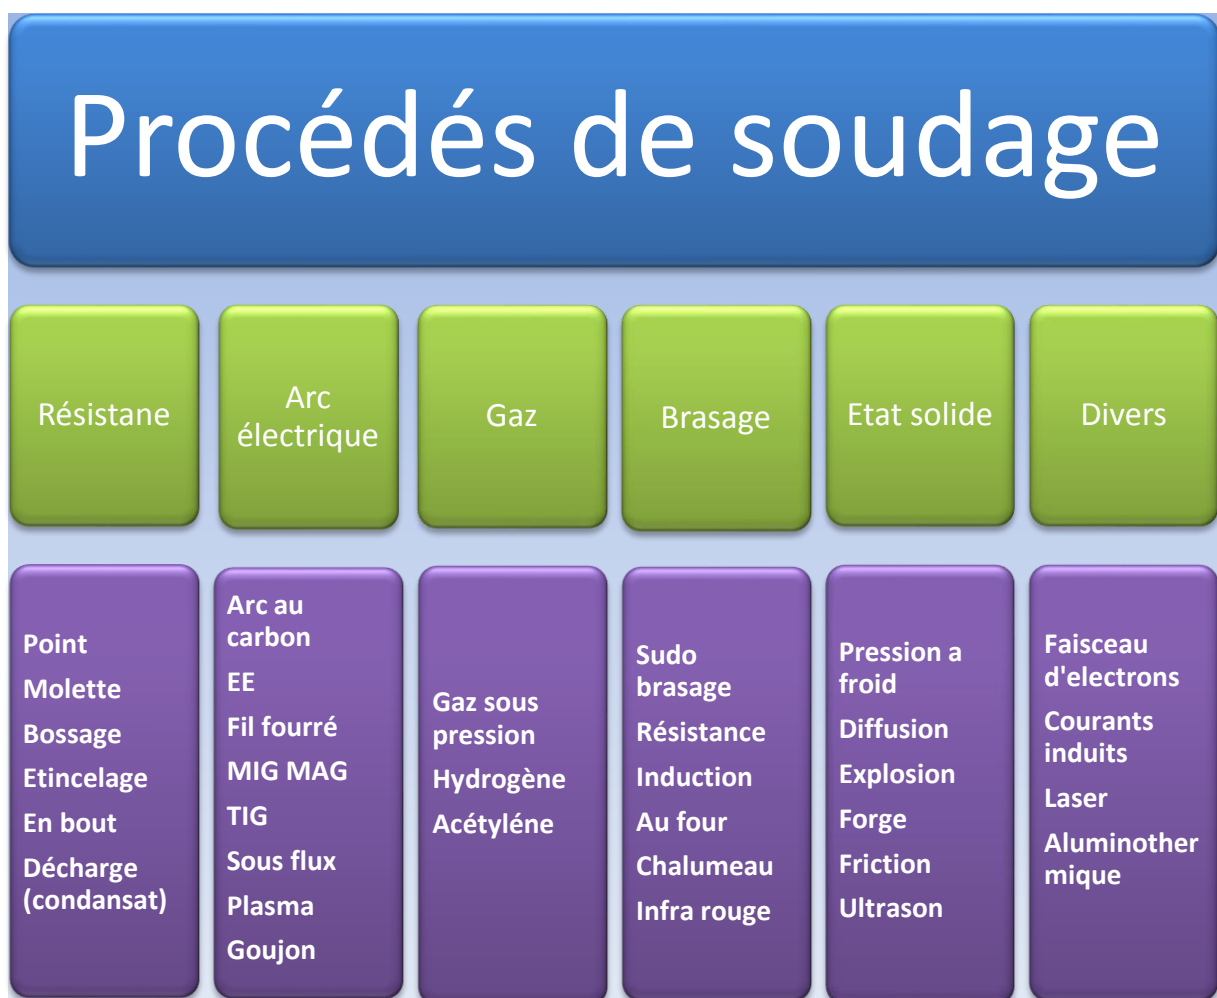 Procédés de soudage
Résistane
Arc
électrique
Gaz
Brasage
Etat solide
Divers
Point
Molette
Bossage
Etincelage
En bout
Décharge
(condansat)
Arc au
carbon
EE
Fil fourré
MIG MAG
TIG
Sous flux
Plasma
Goujon
Gaz sous
pression
Hydrogène
Acétyléne
Sudo
brasage
Résistance
Induction
Au four
Chalumeau
Infra rouge
Pression a
froid
Diffusion
Explosion
Forge
Friction
Ultrason
Faisceau
d'electrons
Courants
induits
Laser
Aluminother
mique